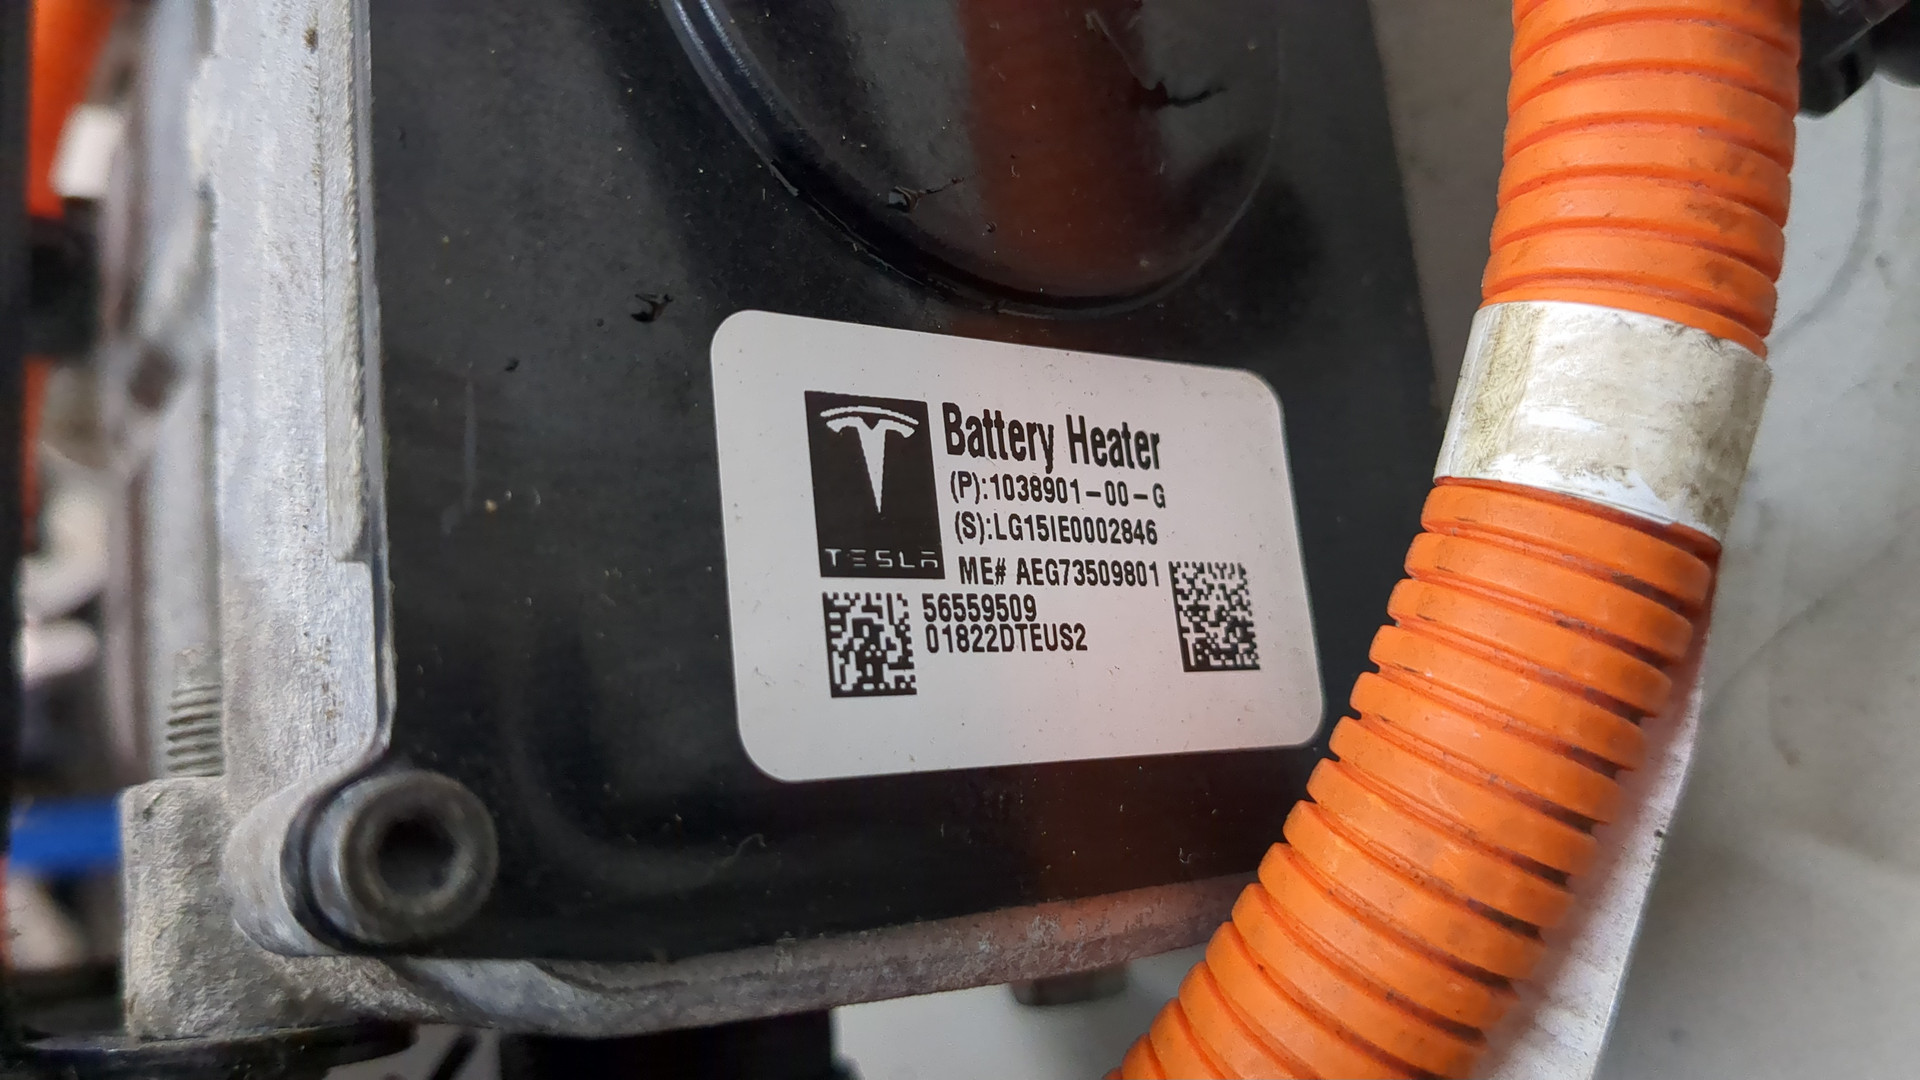 Battery Heater
(P):1038901-00-G
(S):LG15IE0002846
TESLA
ME# AEG73509801
56559509
01822DTEUS2